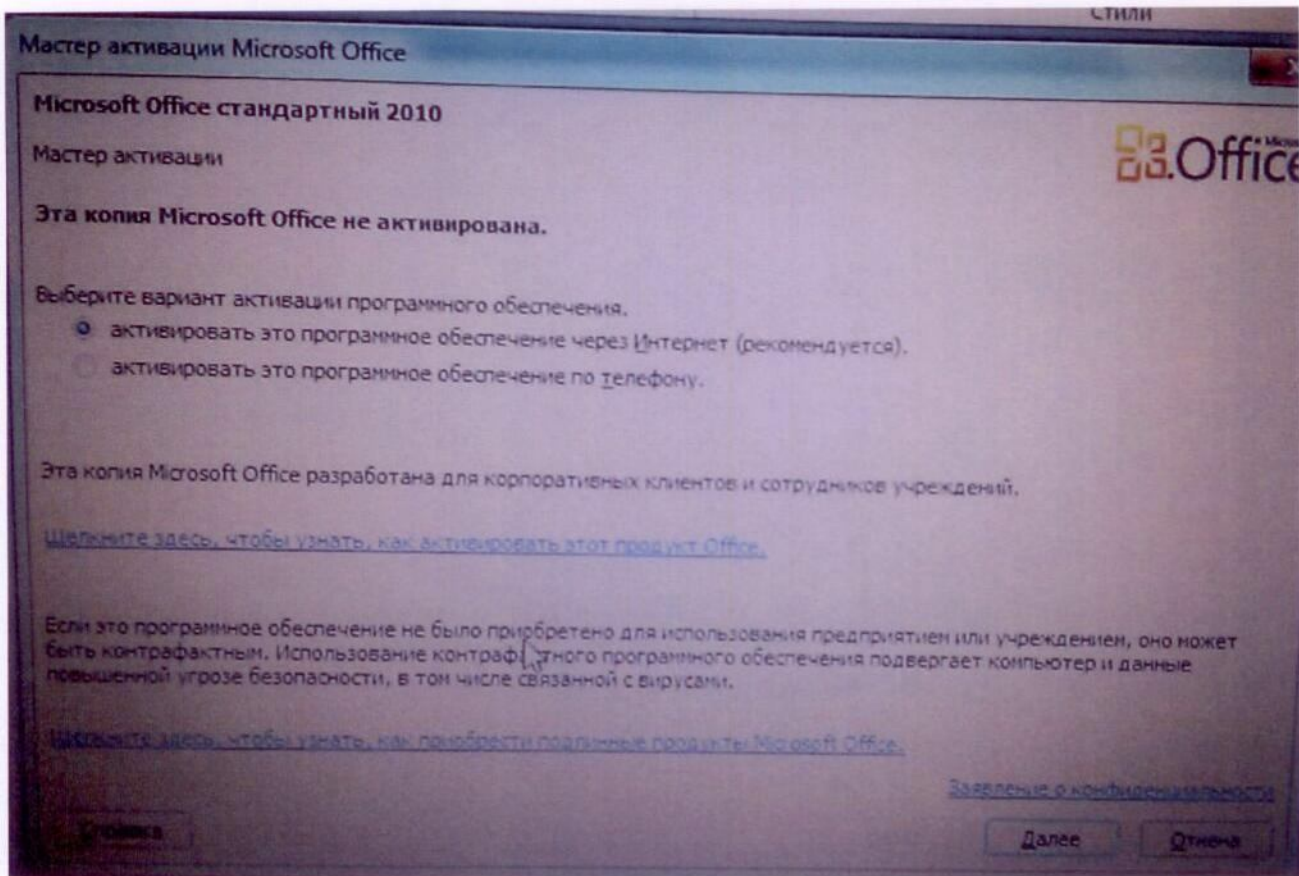 Стили
Мастер активации Microsoft Office
Microsoft Office стандартный 2010
Мастер активации
Office
Эта копия Microsoft Office не активирована.
Выберите вариант активации программного обеспечения.
активировать это программное обеспечение через Интернет (рекомендуется).
активировать это программное обеспечение по телефону.
Эта копия Microsoft Office разработана для корпоративных клиентов и сотрудников учреждений.
Щелкните здесь, чтобы узнать, как активировать этот продукт Office.
Если это программное обеспечение не было приобретено для использования предприятием или учреждением, оно может
быть контрафактным. Использование контрафактного программного обеспечения подвергает компьютер и данные
повышенной угрозе безопасности, в том числе связанной с вирусами.
Щелкните здесь, чтобы узнать, как приобрести подлинные продукты Microsoft Office.
Заявление о конфиденциальности
Справка
Далее
Отмена